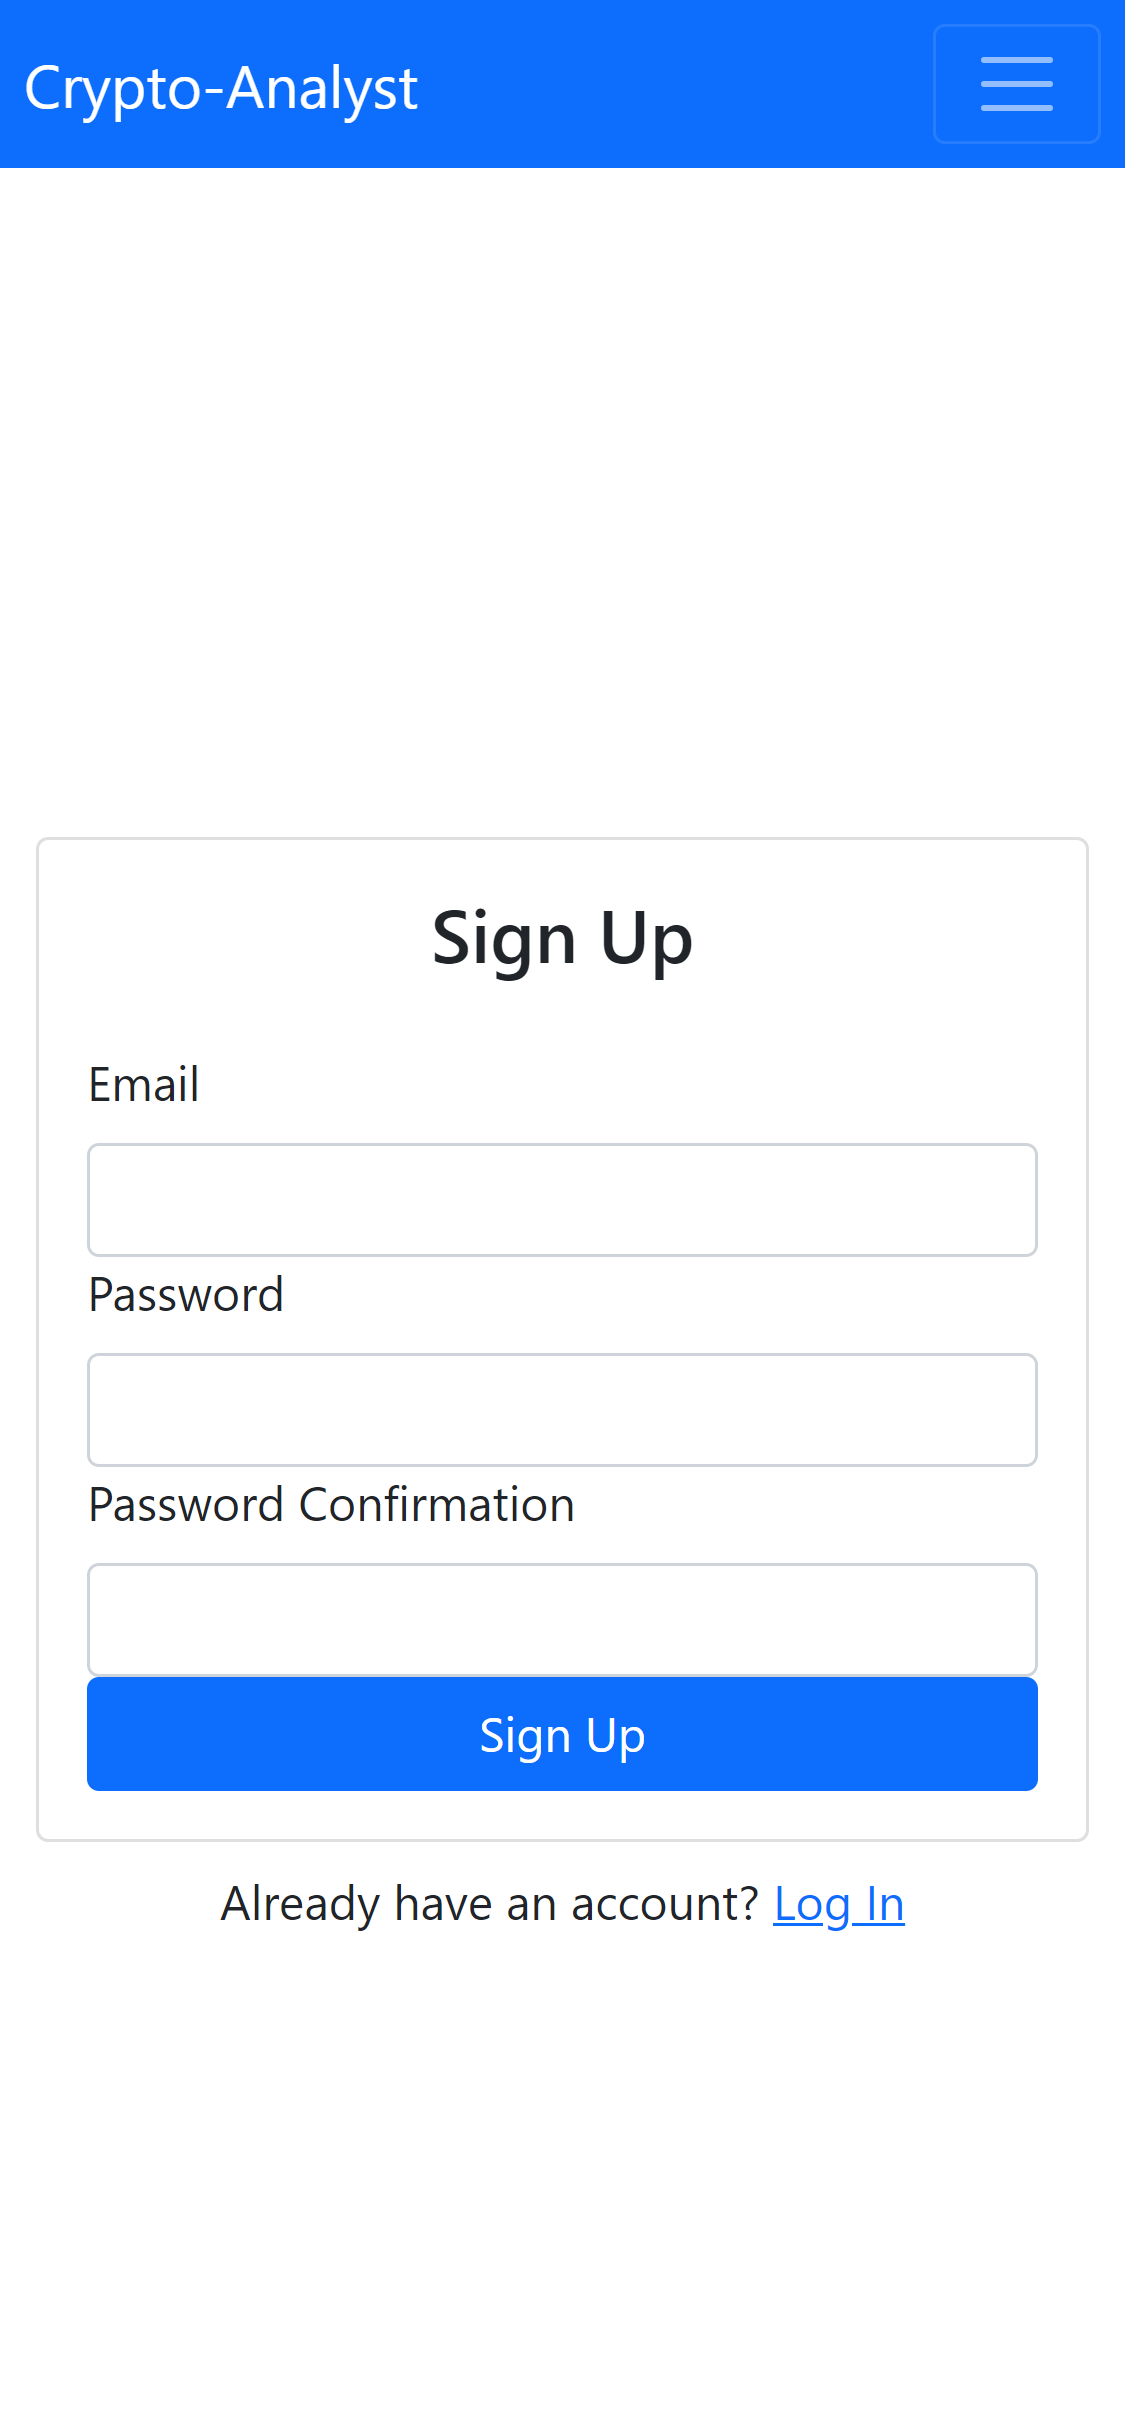 Crypto-Analyst
Sign Up
Email
Password
Password Confirmation
Sign Up
Already have an account? Log In